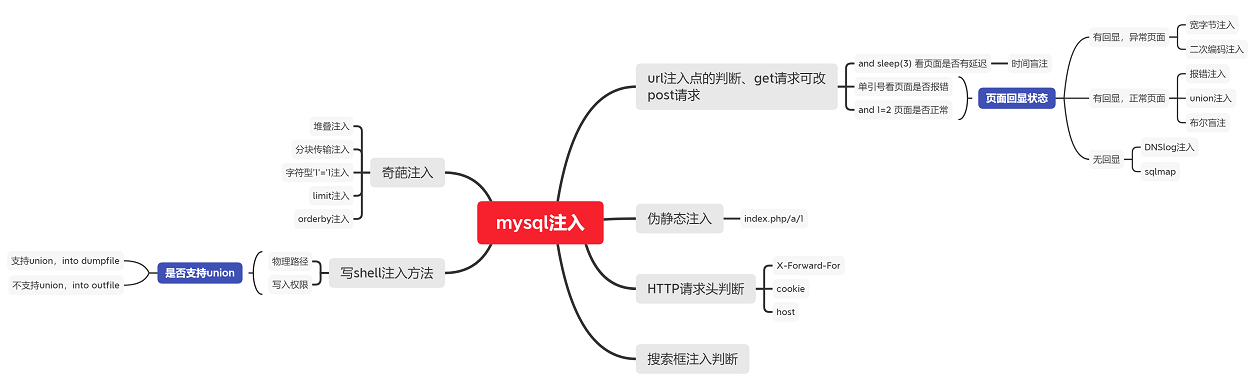 mysql注入
url注入点的判断、get请求可改
post请求
and sleep(3) 看页面是否有延迟
时间盲注
单引号看页面是否报错
and 1=2 页面是否正常
页面回显状态
有回显，异常页面
宽字节注入
二次编码注入
有回显，正常页面
报错注入
union注入
布尔盲注
无回显
DNSlog注入
sqlmap
伪静态注入
index.php/a/1
HTTP请求头判断
X-Forward-For
cookie
host
搜索框注入判断
奇葩注入
堆叠注入
分块传输注入
字符型'1'='1注入
limit注入
orderby注入
写shell注入方法
物理路径
写入权限
是否支持union
支持union，into dumpfile
不支持union，into outfile